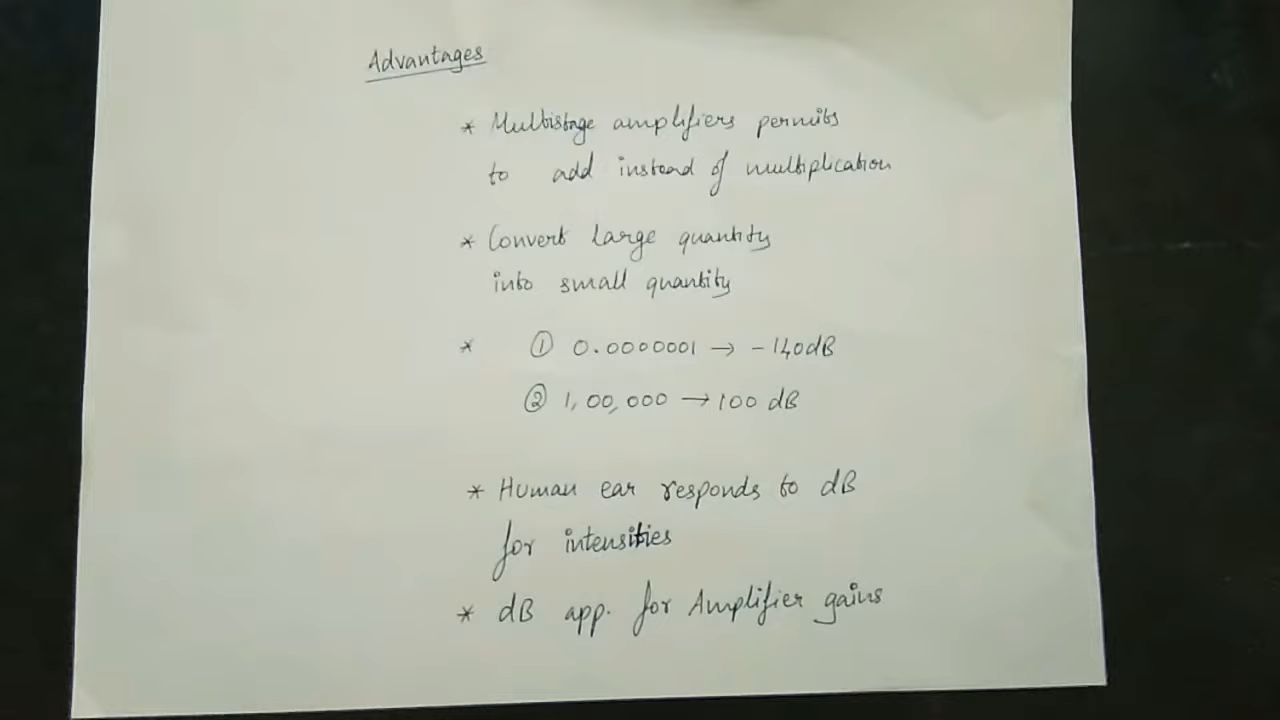 Advantages
* Multistage amplifiers permits
to add instead of multiplication
* Convert large quantity
into small quantity
* ① 0.0000001 → - 140dB
② 1,00,000 → 100 dB
* Human ear responds to dB
for intensities
* dB app. for Amplifier gains